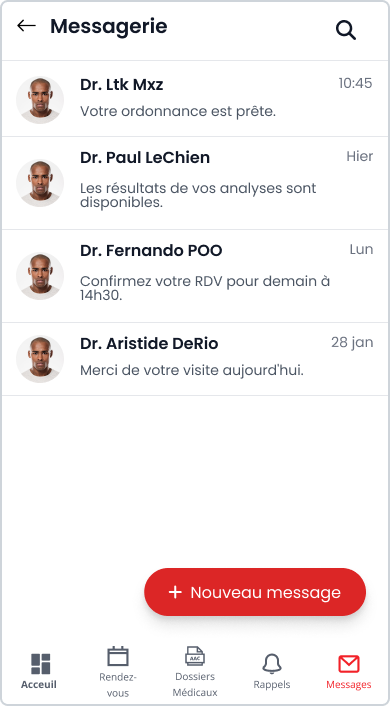 Messagerie
Dr. Ltk Mxz
10:45
Votre ordonnance est prête.
Dr. Paul LeChien
Hier
Les résultats de vos analyses sont
disponibles.
Dr. Fernando POO
Lun
Confirmez votre RDV pour demain à
14h30.
Dr. Aristide DeRio
28 jan
Merci de votre visite aujourd'hui.
+ Nouveau message
Acceuil
Rendez-
vous
AAC
Dossiers
Médicaux
Rappels
Messages